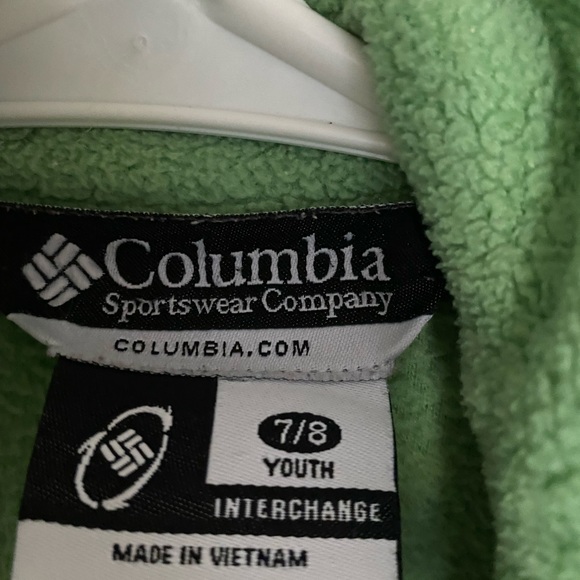 Columbia
Sportswear Company
COLUMBIA.COM
7/8
YOUTH
INTERCHANGE
MADE IN VIETNAM